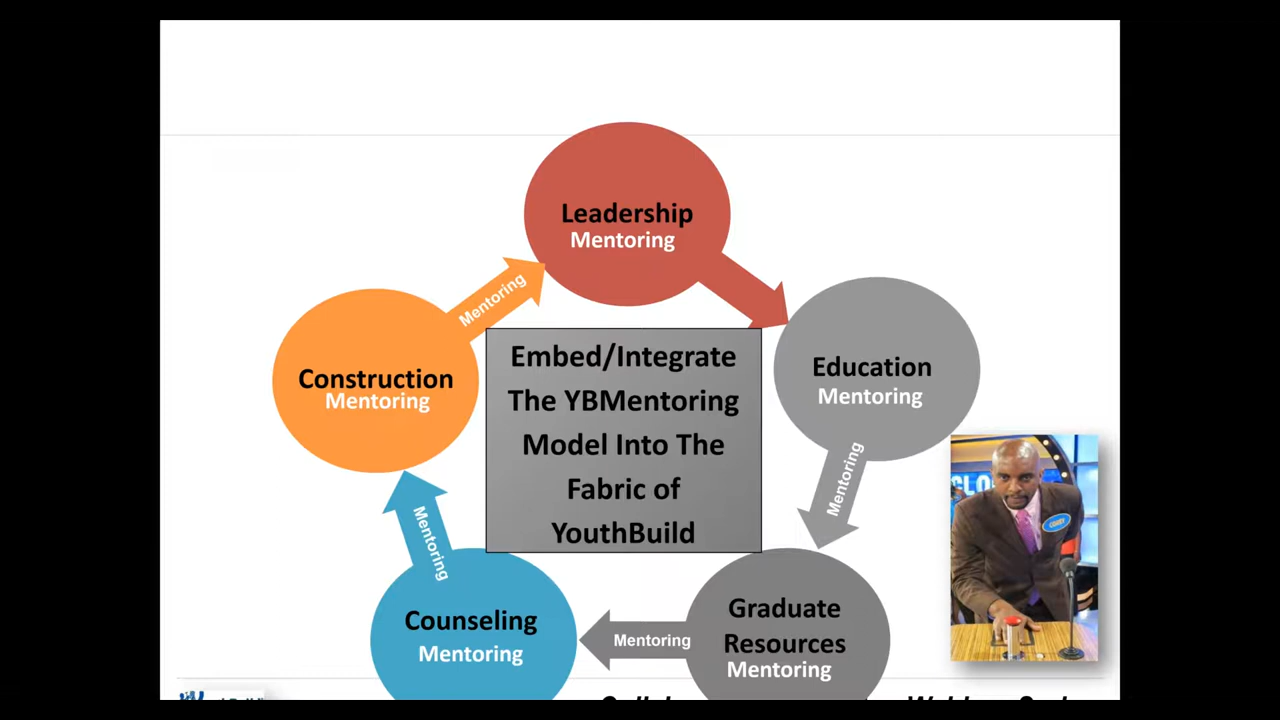 Leadership
Mentoring
Mentoring
Construction
Mentoring
Embed/Integrate
The YBMentoring
Model Into The
Fabric of
YouthBuild
Education
Mentoring
Mentoring
Mentoring
Counseling
Mentoring
Mentoring
Graduate
Resources
Mentoring